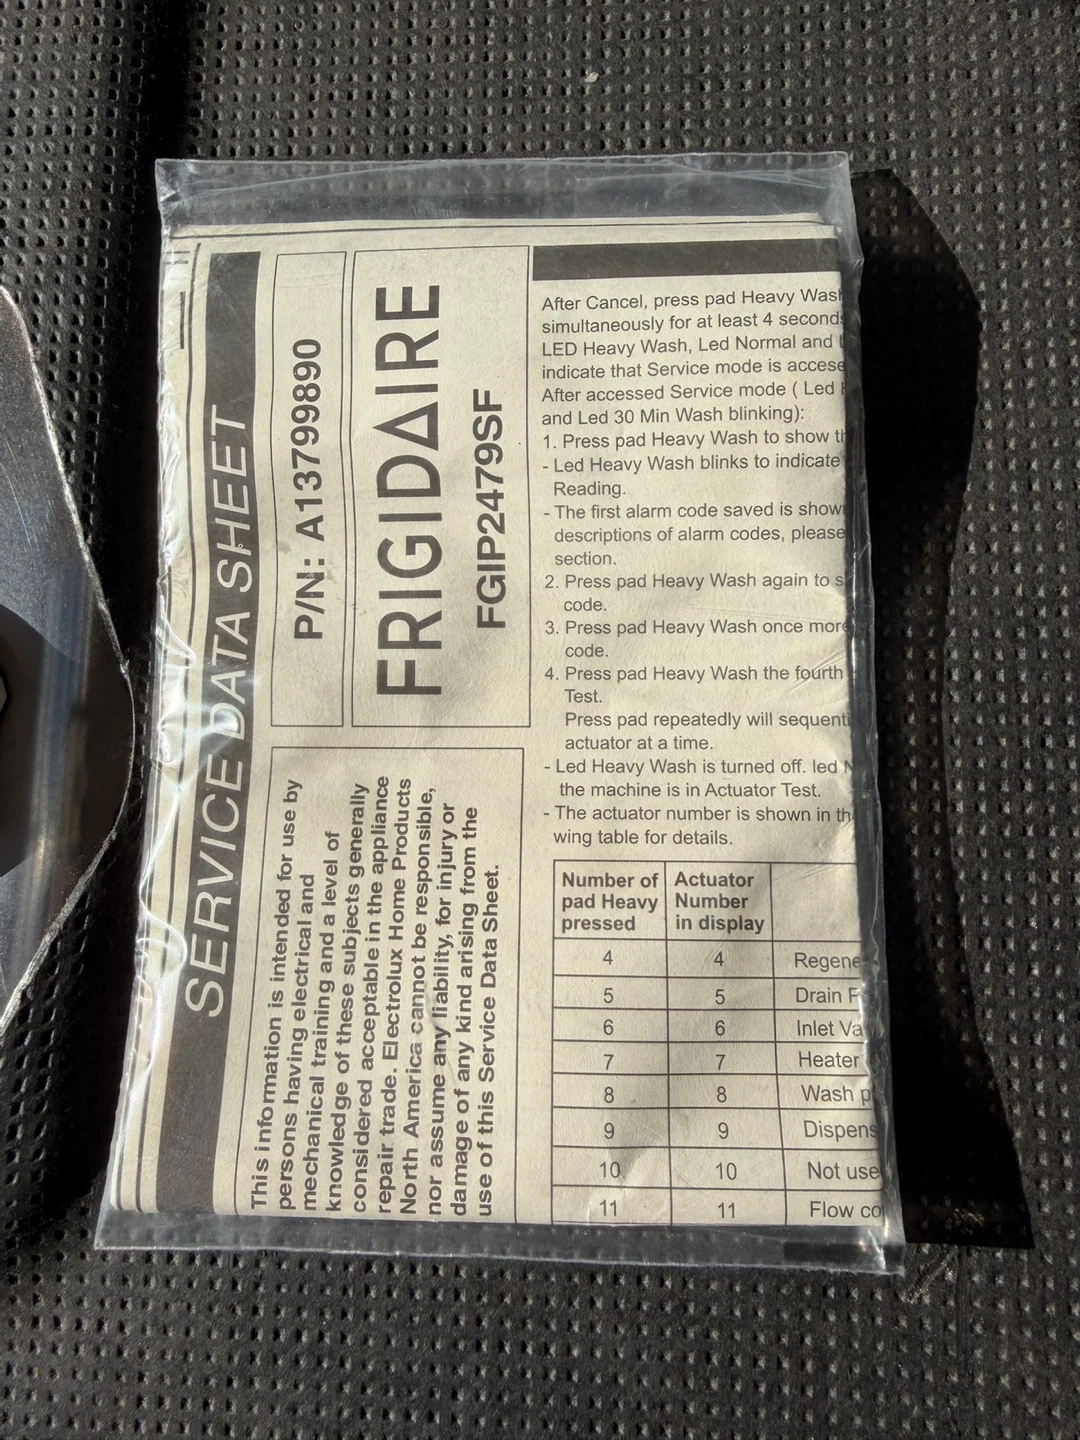 SERVICE DATA SHEET
P/N: A13799890
FRIGIDAIRE
FGIP2479SF
This information is intended for use by
persons having electrical and
mechanical training and a level of
knowledge of these subjects generally
considered acceptable in the appliance
repair trade. Electrolux Home Products
North America cannot be responsible,
nor assume any liability, for injury or
damage of any kind arising from the
use of this Service Data Sheet.
After Cancel, press pad Heavy Wash
simultaneously for at least 4 second
LED Heavy Wash, Led Normal and
indicate that Service mode is accese
After accessed Service mode ( Led
and Led 30 Min Wash blinking):
1. Press pad Heavy Wash to show th
- Led Heavy Wash blinks to indicate
Reading.
- The first alarm code saved is show
descriptions of alarm codes, please
section.
2. Press pad Heavy Wash again to s
code.
3. Press pad Heavy Wash once more
code.
4. Press pad Heavy Wash the fourth
Test.
Press pad repeatedly will sequenti
actuator at a time.
- Led Heavy Wash is turned off. led N
the machine is in Actuator Test.
- The actuator number is shown in th
wing table for details.
Number of pad Heavy pressed Actuator Number in display
4 4 Regene
5 5 Drain P
6 6 Inlet Va
7 7 Heater
8 8 Wash p
9 9 Dispens
10 10 Not use
11 11 Flow co